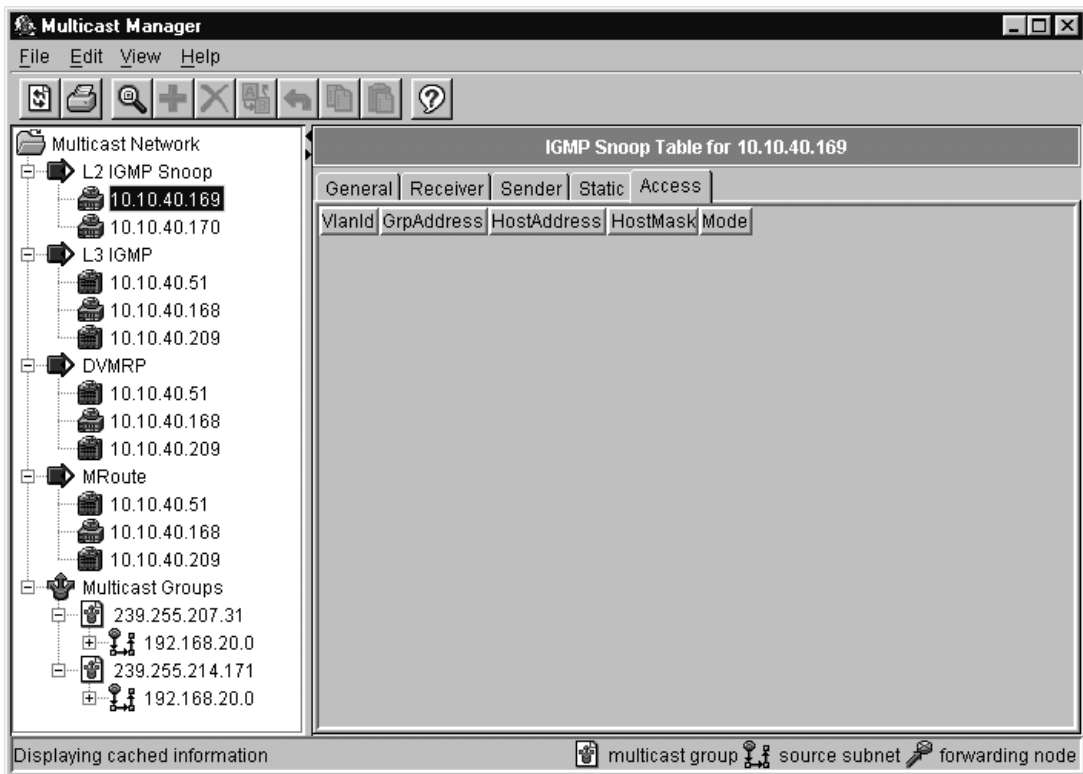 Multicast Manager
File Edit View Help
Multicast Network
L2 IGMP Snoop
10.10.40.169
10.10.40.170
L3 IGMP
10.10.40.51
10.10.40.168
10.10.40.209
DVMRP
10.10.40.51
10.10.40.168
10.10.40.209
MRoute
10.10.40.51
10.10.40.168
10.10.40.209
Multicast Groups
239.255.207.31
192.168.20.0
239.255.214.171
192.168.20.0
IGMP Snoop Table for 10.10.40.169
General Receiver Sender Static Access
VlanId GrpAddress HostAddress HostMask Mode
Displaying cached information
multicast group source subnet forwarding node